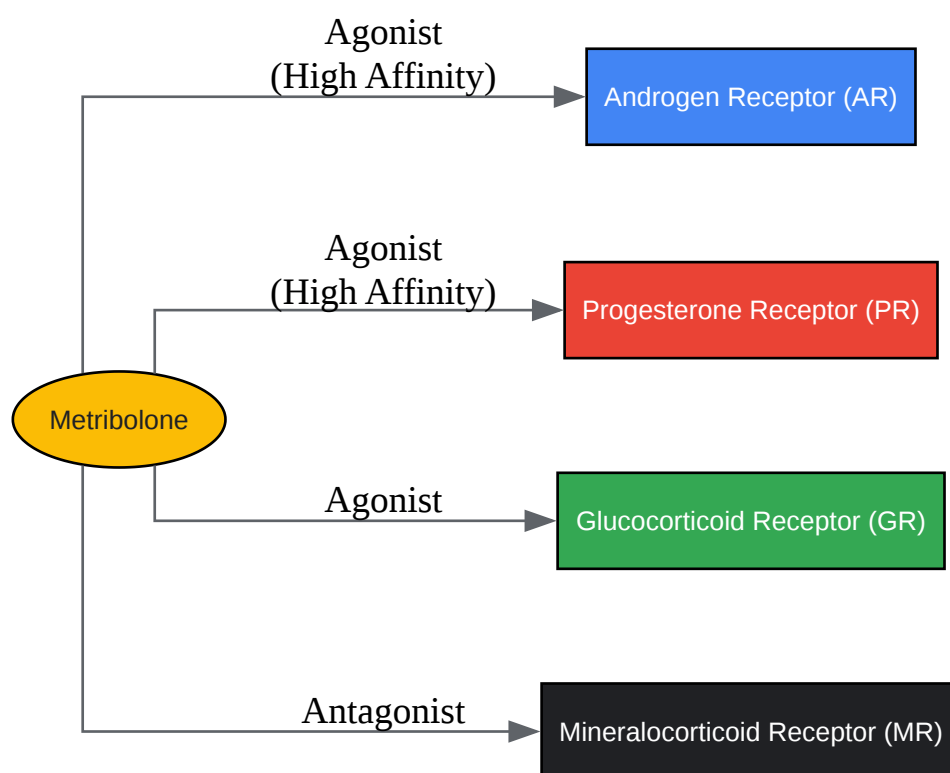 Agonist
(High Affinity)
Androgen Receptor (AR)
Agonist
(High Affinity)
Progesterone Receptor (PR)
Metribolone
Agonist
Glucocorticoid Receptor (GR)
Antagonist
Mineralocorticoid Receptor (MR)